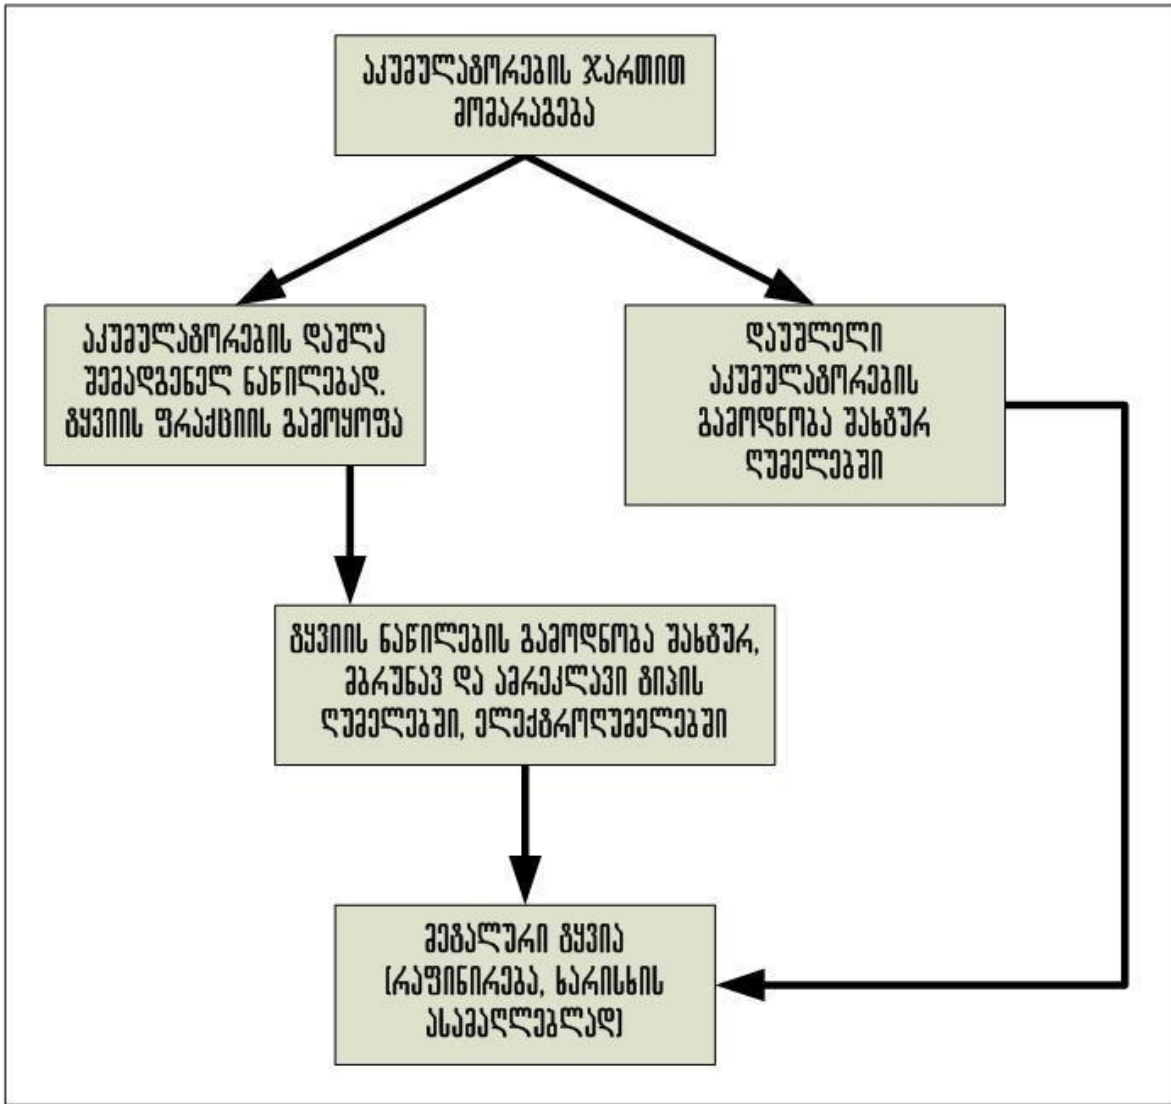 აკუმულატორების ჯართით
მომარაგება
აკუმულატორების დაშლა
შემადგენელ ნაწილებად.
ტყვიის ფრაქციის გამოყოფა
დაუშლელი
აკუმულატორების
გამოდნობა შახტურ
ღუმელებში
ტყვიის ნაწილების გამოდნობა შახტურ,
მბრუნავ და ამრეკლავი ტიპის
ღუმელებში, ელექტროღუმელებში
მეტალური ტყვია
(რაფინირება, ხარისხის
ასამაღლებლად)